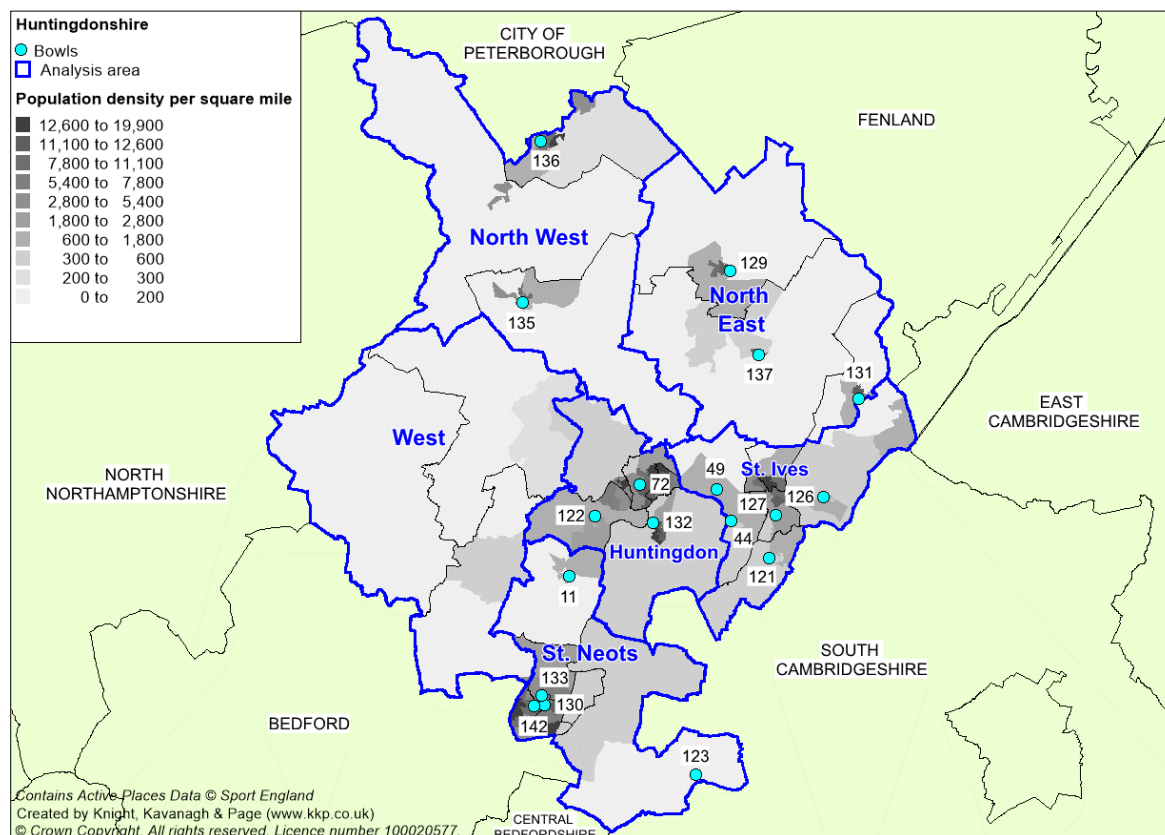 Huntingdonshire
Bowls
Analysis area
Population density per square mile
12,600 to 19,900
11,100 to 12,600
7,800 to 11,100
5,400 to 7,800
2,800 to 5,400
1,800 to 2,800
600 to 1,800
300 to 600
200 to 300
0 to 200
CITY OF
PETERBOROUGH
FENLAND
136
North West
129
North
East
135
137
131
EAST
CAMBRIDGESHIRE
West
NORTH
NORTHAMPTONSHIRE
49
St. Ives
72
127
126
122
132
44
Huntingdon
121
11
St. Neots
SOUTH
CAMBRIDGESHIRE
133
130
142
BEDFORD
123
Contains Active Places Data © Sport England
Created by Knight, Kavanagh & Page (www.kkp.co.uk)
© Crown Copyright. All rights reserved. Licence number 100020577.
CENTRAL
BEDFORDSHIRE